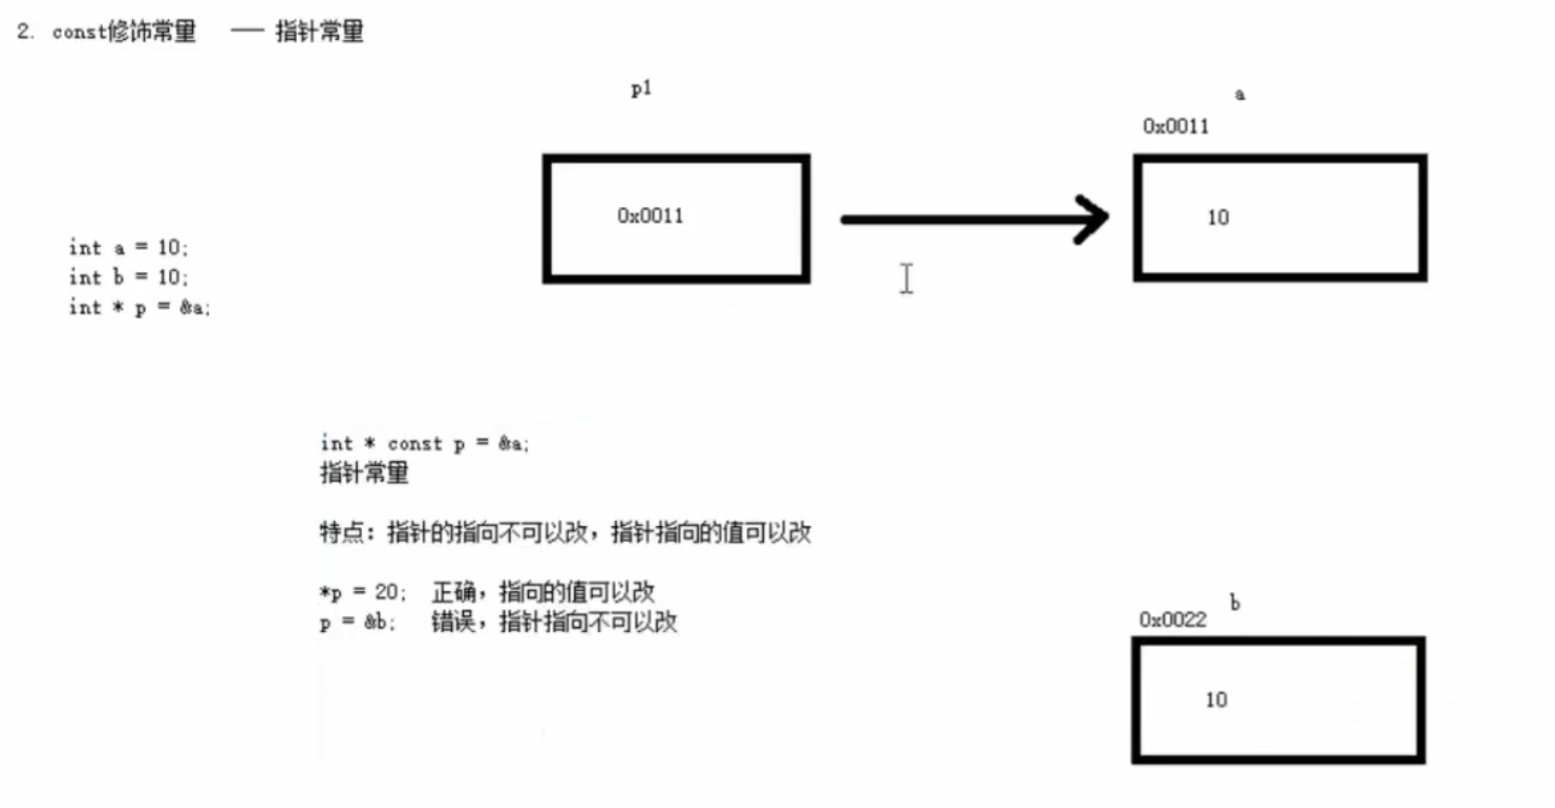 2. const修饰常量 —— 指针常量
p1
a
0x0011
0x0011
10
int a = 10;
int b = 10;
int * p = &a;
int * const p = &a;
指针常量
特点：指针的指向不可以改，指针指向的值可以改
*p = 20; 正确，指向的值可以改
p = &b; 错误，指针指向不可以改
b
0x0022
10